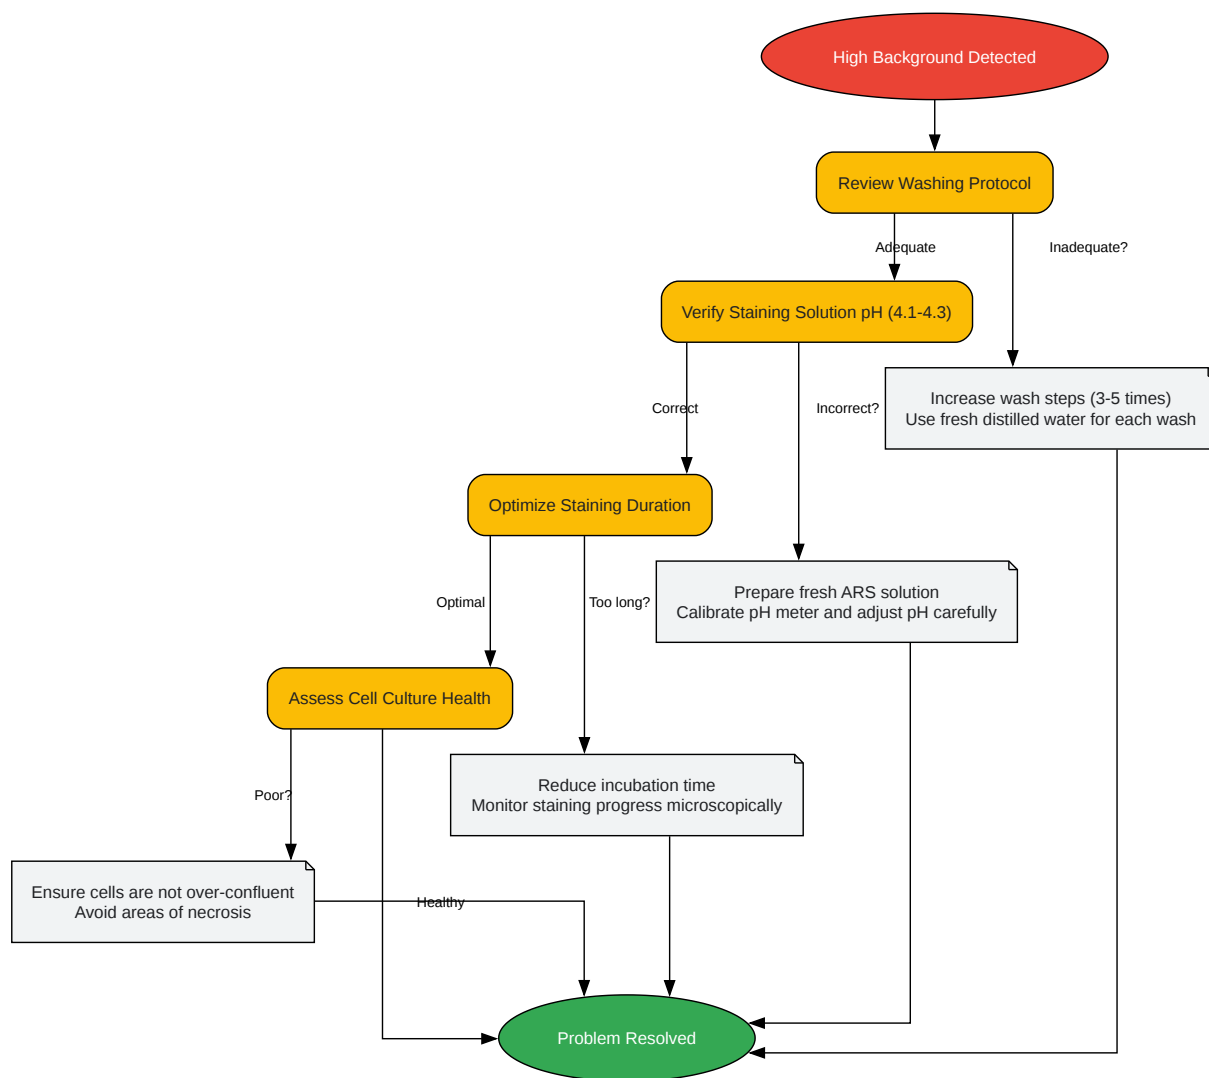 High Background Detected
Review Washing Protocol
Adequate
Inadequate?
Verify Staining Solution pH (4.1-4.3)
Increase wash steps (3-5 times)
Use fresh distilled water for each wash
Correct
Incorrect?
Optimize Staining Duration
Prepare fresh ARS solution
Calibrate pH meter and adjust pH carefully
Optimal
Too long?
Assess Cell Culture Health
Reduce incubation time
Monitor staining progress microscopically
Poor?
Ensure cells are not over-confluent
Avoid areas of necrosis
Healthy
Problem Resolved